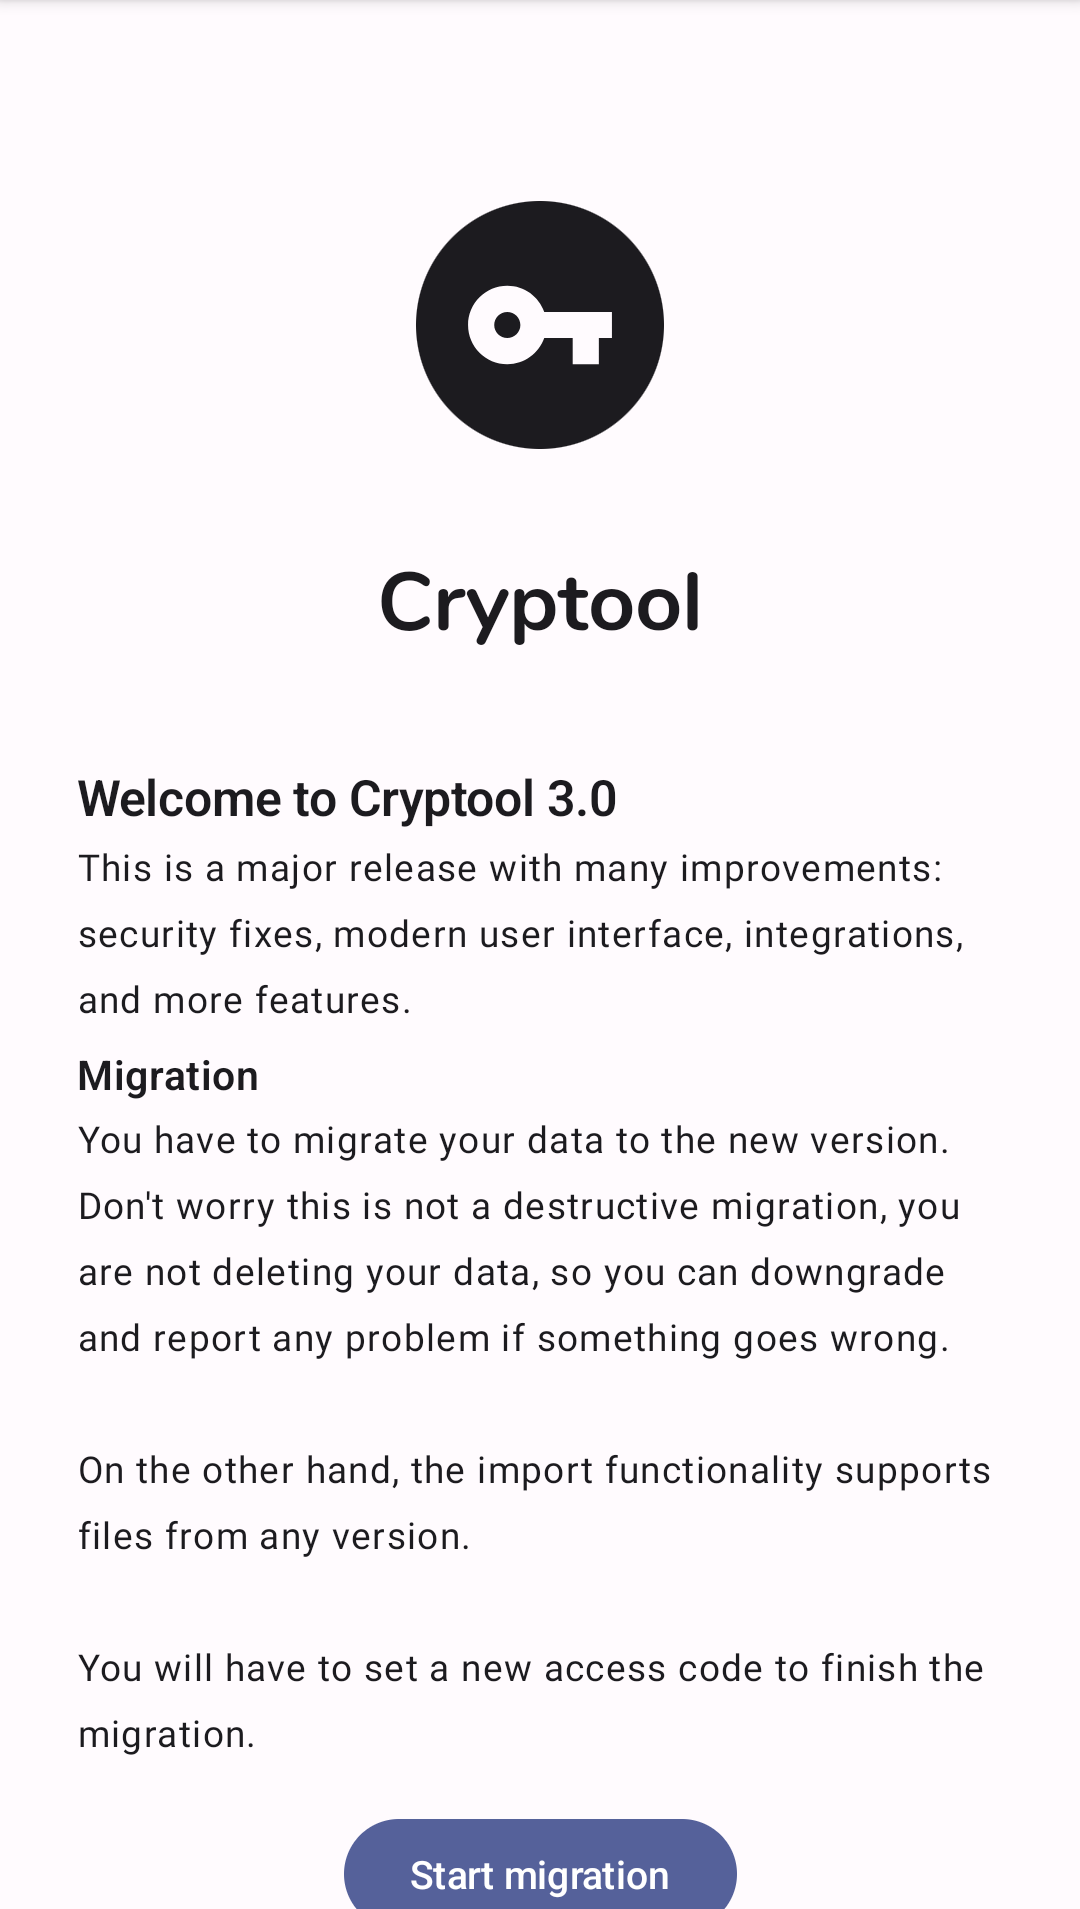 Cryptool
Welcome to Cryptool 3.0
This is a major release with many improvements:
security fixes, modern user interface, integrations,
and more features.
Migration
You have to migrate your data to the new version.
Don't worry this is not a destructive migration, you
are not deleting your data, so you can downgrade
and report any problem if something goes wrong.
On the other hand, the import functionality supports
files from any version.
You will have to set a new access code to finish the
migration.
Start migration